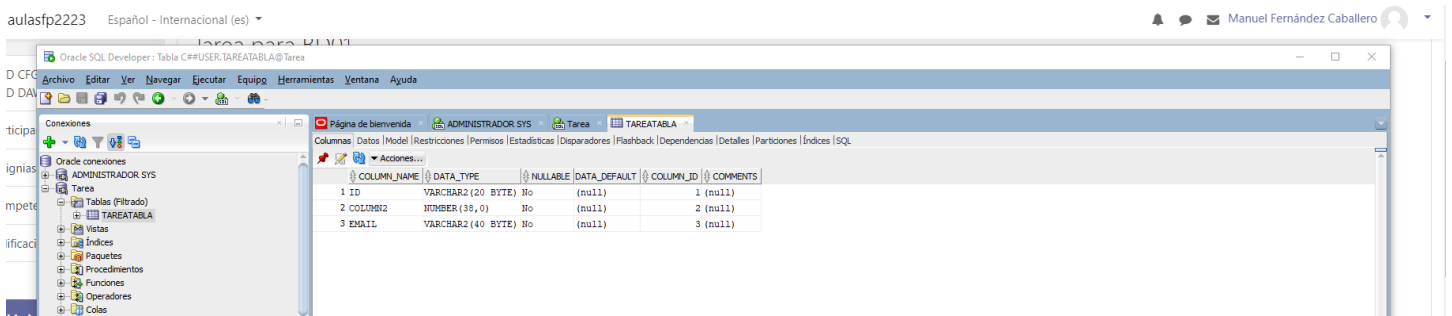 aulasfp2223 Español - Internacional (es) Manuel Fernández Caballero
Tarea para BD01
Oracle SQL Developer : Tabla C##USER.TAREATABLA@Tarea
D CFG
Archivo Editar Ver Navegar Ejecutar Equipo Herramientas Ventana Ayuda
D DAW
Conexiones
Página de bienvenida ADMINISTRADOR SYS Tarea TAREATABLA
rticipa
Columnas Datos Model Restricciones Permisos Estadísticas Disparadores Flashback Dependencias Detalles Particiones Índices SQL
Acciones...
Oracle conexiones
ignias
ADMINISTRADOR SYS
Tarea
Tablas (Filtrado)
TAREATABLA
mpete
Vistas
Índices
ificaci
Paquetes
Procedimientos
Funciones
Operadores
Colas
COLUMN_NAME DATA_TYPE NULLABLE DATA_DEFAULT COLUMN_ID COMMENTS
1 ID VARCHAR2(20 BYTE) No (null) 1 (null)
2 COLUMN2 NUMBER(38,0) No (null) 2 (null)
3 EMAIL VARCHAR2(40 BYTE) No (null) 3 (null)